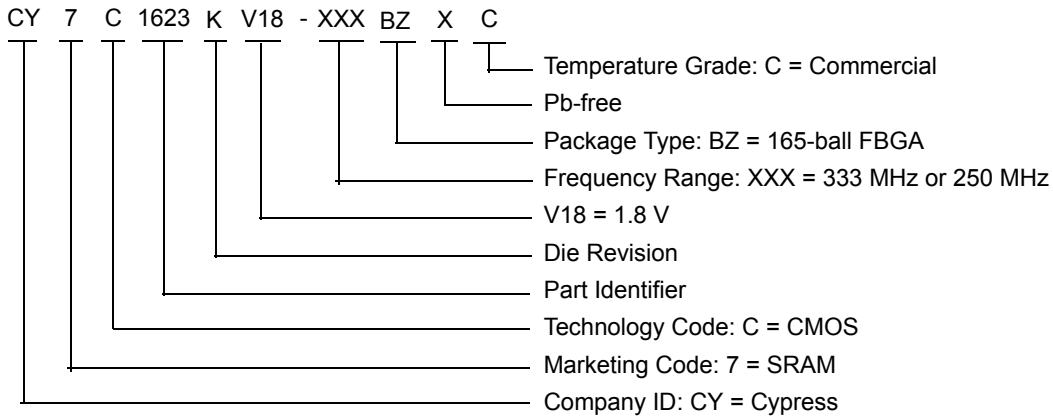 CY 7 C 1623 K V18 - XXX BZ X C
Temperature Grade: C = Commercial
Pb-free
Package Type: BZ = 165-ball FBGA
Frequency Range: XXX = 333 MHz or 250 MHz
V18 = 1.8 V
Die Revision
Part Identifier
Technology Code: C = CMOS
Marketing Code: 7 = SRAM
Company ID: CY = Cypress